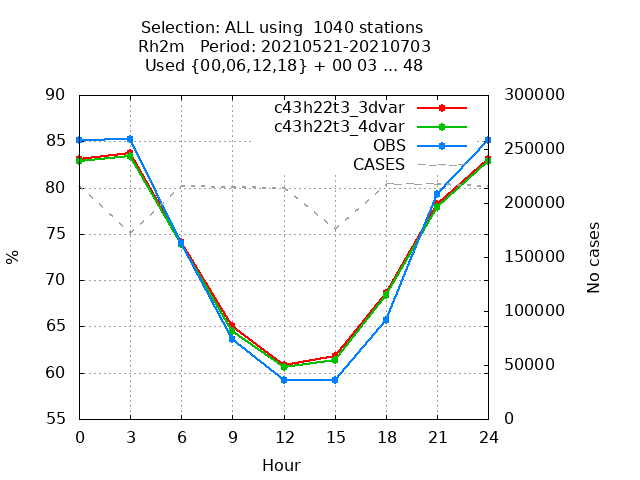 Selection: ALL using  1040 stations
Rh2m   Period: 20210521-20210703
Used {00,06,12,18} + 00 03 ... 48
c43h22t3_3dvar
c43h22t3_4dvar
OBS
CASES
90
85
80
75
70
65
60
55
%
300000
250000
200000
150000
100000
50000
0
No cases
0 3 6 9 12 15 18 21 24
Hour